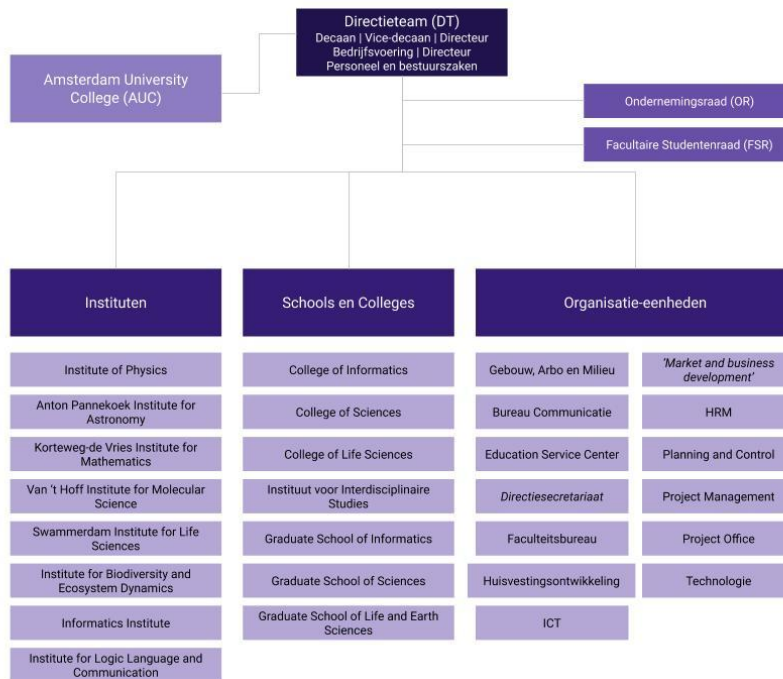 Directieteam (DT)
Decaan | Vice-decaan | Directeur
Bedrijfsvoering | Directeur
Personeel en bestuurszaken
Amsterdam University
College (AUC)
Ondernemingsraad (OR)
Facultaire Studentenraad (FSR)
Instituten
Institute of Physics
Anton Pannekoek Institute for
Astronomy
Korteweg-de Vries Institute for
Mathematics
Van ‘t Hoff Institute for Molecular
Science
Swammerdam Institute for Life
Sciences
Institute for Biodiversity and
Ecosystem Dynamics
Informatics Institute
Institute for Logic Language and
Communication
Schools en Colleges
College of Informatics
College of Sciences
College of Life Sciences
Instituut voor Interdisciplinaire
Studies
Graduate School of Informatics
Graduate School of Sciences
Graduate School of Life and Earth
Sciences
Organisatie-eenheden
Gebouw, Arbo en Milieu
Bureau Communicatie
Education Service Center
Directiesecretariaat
Faculteitsbureau
Huisvestingsontwikkeling
ICT
‘Market and business
development’
HRM
Planning and Control
Project Management
Project Office
Technologie